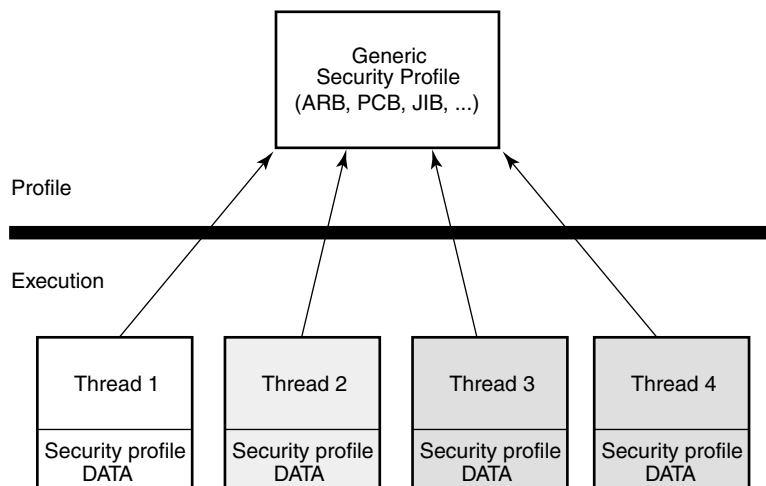 Generic
Security Profile
(ARB, PCB, JIB, ...)
Profile
Execution
Thread 1
Thread 2
Thread 3
Thread 4
Security profile
DATA
Security profile
DATA
Security profile
DATA
Security profile
DATA